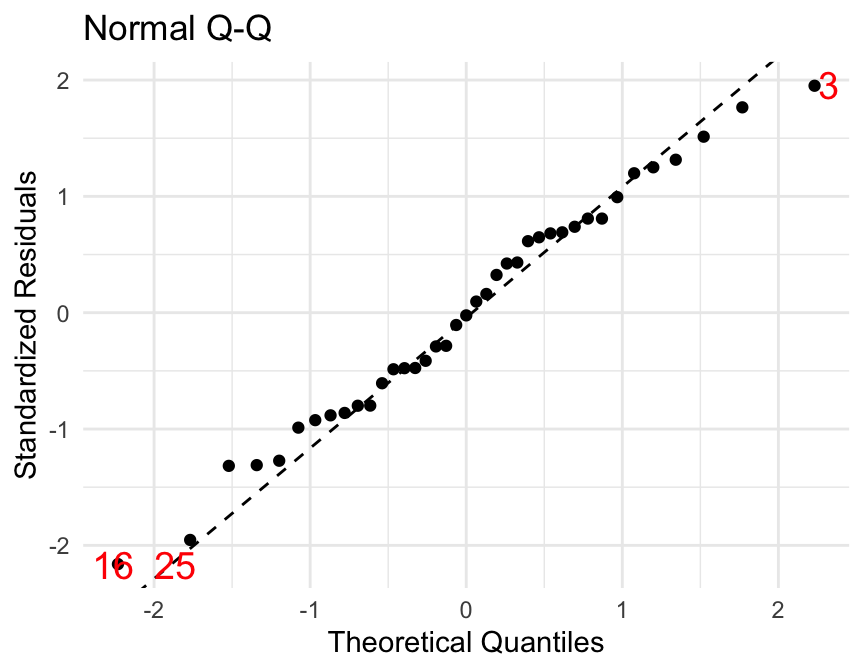 Normal Q-Q
2
3
1
0
-1
-2
16 25
-2 -1 0 1 2
Theoretical Quantiles
Standardized Residuals